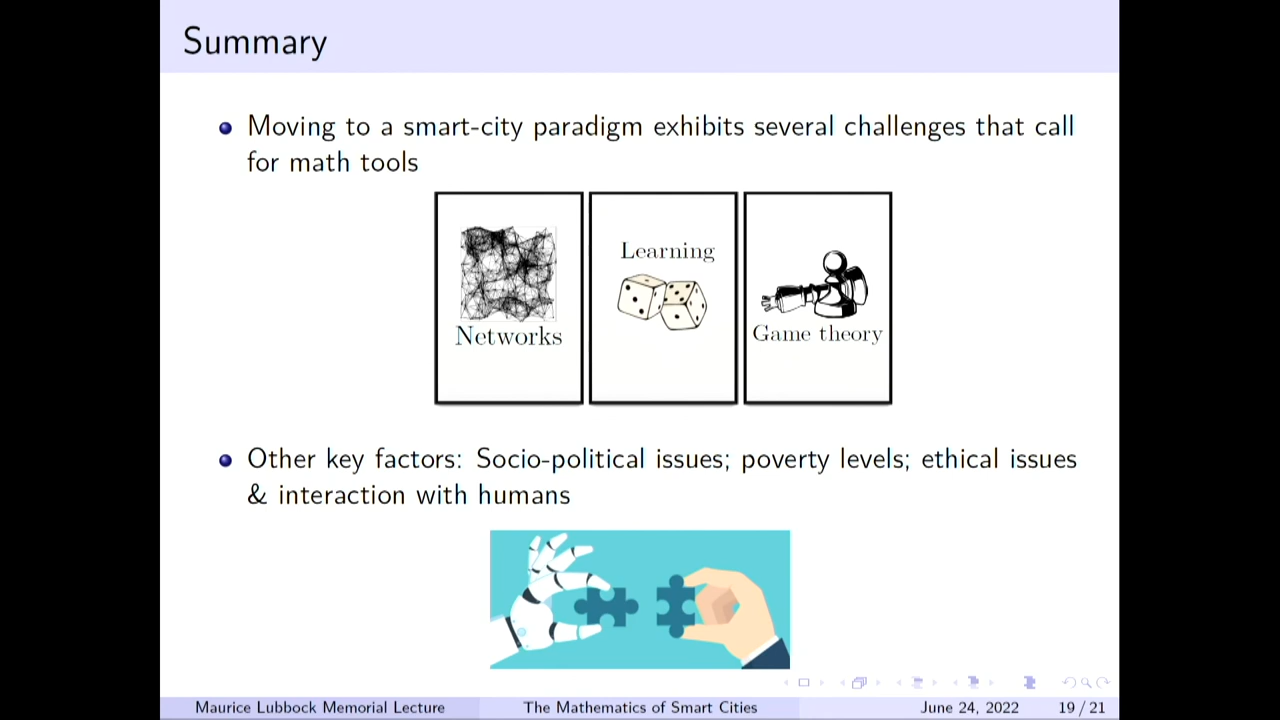 Summary
Moving to a smart-city paradigm exhibits several challenges that call
for math tools
Networks
Learning
Game theory
Other key factors: Socio-political issues; poverty levels; ethical issues
& interaction with humans
Maurice Lubbock Memorial Lecture
The Mathematics of Smart Cities
June 24, 2022
19 / 21